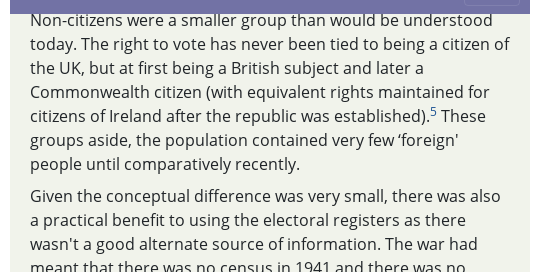 Non-citizens were a smaller group than would be understood
today. The right to vote has never been tied to being a citizen of
the UK, but at first being a British subject and later a
Commonwealth citizen (with equivalent rights maintained for
citizens of Ireland after the republic was established).5 These
groups aside, the population contained very few ‘foreign'
people until comparatively recently.
Given the conceptual difference was very small, there was also
a practical benefit to using the electoral registers as there
wasn't a good alternate source of information. The war had
meant that there was no census in 1941 and there was no